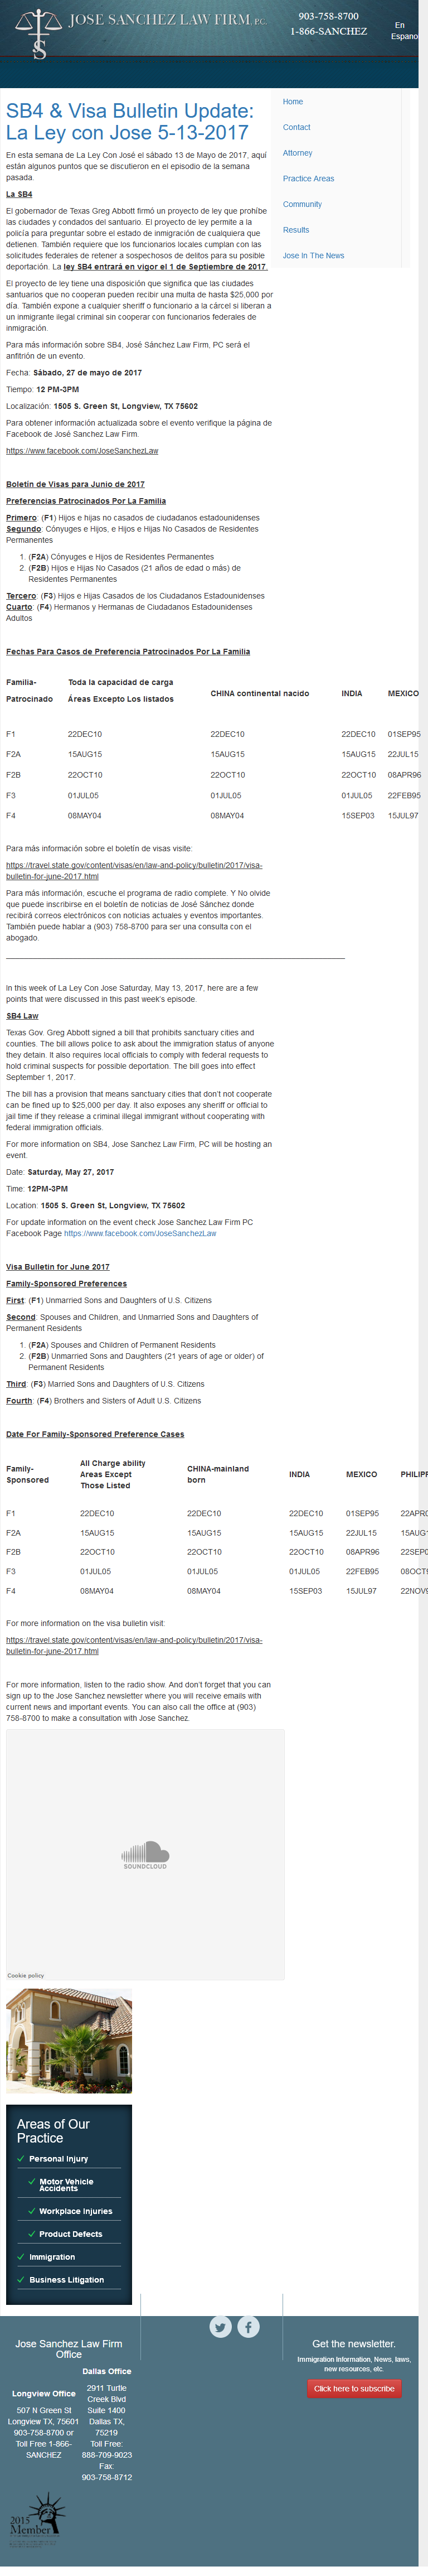 JOSE SANCHEZ LAW FIRM P.C.
903-758-8700
1-866-SANCHEZ
En
Espano
SB4 & Visa Bulletin Update:
La Ley con Jose 5-13-2017
Home
Contact
Attorney
Practice Areas
Community
Results
Jose In The News
En esta semana de La Ley Con José el sábado 13 de Mayo de 2017, aquí
están algunos puntos que se discutieron en el episodio de la semana
pasada.
La SB4
El gobernador de Texas Greg Abbott firmó un proyecto de ley que prohíbe
las ciudades y condados del santuario. El proyecto de ley permite a la
policía para preguntar sobre el estado de inmigración de cualquiera que
detienen. También requiere que los funcionarios locales cumplan con las
solicitudes federales de retener a sospechosos de delitos para su posible
deportación. La ley SB4 entrará en vigor el 1 de Septiembre de 2017.
El proyecto de ley tiene una disposición que significa que las ciudades
santuarios que no cooperan pueden recibir una multa de hasta $25,000 por
día. También expone a cualquier sheriff o funcionario a la cárcel si liberan a
un inmigrante ilegal criminal sin cooperar con funcionarios federales de
inmigración.
Para más información sobre SB4, José Sánchez Law Firm, PC será el
anfitrión de un evento.
Fecha: Sábado, 27 de mayo de 2017
Tiempo: 12 PM-3PM
Localización: 1505 S. Green St, Longview, TX 75602
Para obtener información actualizada sobre el evento verifique la página de
Facebook de José Sanchez Law Firm.
https://www.facebook.com/JoseSanchezLaw
Boletín de Visas para Junio de 2017
Preferencias Patrocinados Por La Familia
Primero: (F1) Hijos e hijas no casados de ciudadanos estadounidenses
Segundo: Cónyuges e Hijos, e Hijos e Hijas No Casados de Residentes
Permanentes
1. (F2A) Cónyuges e Hijos de Residentes Permanentes
2. (F2B) Hijos e Hijas No Casados (21 años de edad o más) de
Residentes Permanentes
Tercero: (F3) Hijos e Hijas Casados de los Ciudadanos Estadounidenses
Cuarto: (F4) Hermanos y Hermanas de Ciudadanos Estadounidenses
Adultos
Fechas Para Casos de Preferencia Patrocinados Por La Familia
Familia- Toda la capacidad de carga
Patrocinado Áreas Excepto Los listados CHINA continental nacido INDIA MEXICO
F1 22DEC10 22DEC10 22DEC10 01SEP95
F2A 15AUG15 15AUG15 15AUG15 22JUL15
F2B 22OCT10 22OCT10 22OCT10 08APR96
F3 01JUL05 01JUL05 01JUL05 22FEB95
F4 08MAY04 08MAY04 15SEP03 15JUL97
Para más información sobre el boletín de visas visite:
https://travel.state.gov/content/visas/en/law-and-policy/bulletin/2017/visa-
bulletin-for-june-2017.html
Para más información, escuche el programa de radio complete. Y No olvide
que puede inscribirse en el boletín de noticias de José Sánchez donde
recibirá correos electrónicos con noticias actuales y eventos importantes.
También puede hablar a (903) 758-8700 para ser una consulta con el
abogado.
In this week of La Ley Con Jose Saturday, May 13, 2017, here are a few
points that were discussed in this past week's episode.
SB4 Law
Texas Gov. Greg Abbott signed a bill that prohibits sanctuary cities and
counties. The bill allows police to ask about the immigration status of anyone
they detain. It also requires local officials to comply with federal requests to
hold criminal suspects for possible deportation. The bill goes into effect
September 1, 2017.
The bill has a provision that means sanctuary cities that don't not cooperate
can be fined up to $25,000 per day. It also exposes any sheriff or official to
jail time if they release a criminal illegal immigrant without cooperating with
federal immigration officials.
For more information on SB4, Jose Sanchez Law Firm, PC will be hosting an
event.
Date: Saturday, May 27, 2017
Time: 12PM-3PM
Location: 1505 S. Green St, Longview, TX 75602
For update information on the event check Jose Sanchez Law Firm PC
Facebook Page https://www.facebook.com/JoseSanchezLaw
Visa Bulletin for June 2017
Family-Sponsored Preferences
First: (F1) Unmarried Sons and Daughters of U.S. Citizens
Second: Spouses and Children, and Unmarried Sons and Daughters of
Permanent Residents
1. (F2A) Spouses and Children of Permanent Residents
2. (F2B) Unmarried Sons and Daughters (21 years of age or older) of
Permanent Residents
Third: (F3) Married Sons and Daughters of U.S. Citizens
Fourth: (F4) Brothers and Sisters of Adult U.S. Citizens
Date For Family-Sponsored Preference Cases
Family-
Sponsored
All Charge ability
Areas Except
Those Listed
CHINA-mainland
born
INDIA MEXICO PHILIPP
F1 22DEC10 22DEC10 22DEC10 01SEP95 22APR0
F2A 15AUG15 15AUG15 15AUG15 22JUL15 15AUG1
F2B 22OCT10 22OCT10 22OCT10 08APR96 22SEP0
F3 01JUL05 01JUL05 01JUL05 22FEB95 08OCT9
F4 08MAY04 08MAY04 15SEP03 15JUL97 22NOV9
For more information on the visa bulletin visit:
https://travel.state.gov/content/visas/en/law-and-policy/bulletin/2017/visa-
bulletin-for-june-2017.html
For more information, listen to the radio show. And don't forget that you can
sign up to the Jose Sanchez newsletter where you will receive emails with
current news and important events. You can also call the office at (903)
758-8700 to make a consultation with Jose Sanchez.
SOUNDCLOUD
Cookie policy
Areas of Our
Practice
Personal Injury
Motor Vehicle
Accidents
Workplace Injuries
Product Defects
Immigration
Business Litigation
Jose Sanchez Law Firm
Office
Longview Office
507 N Green St
Longview TX, 75601
903-758-8700 or
Toll Free 1-866-
SANCHEZ
Dallas Office
2911 Turtle
Creek Blvd
Suite 1400
Dallas TX,
75219
Toll Free:
888-709-9023
Fax:
903-758-8712
Get the newsletter.
Immigration Information, News, laws,
new resources, etc.
Click here to subscribe
2015
Member